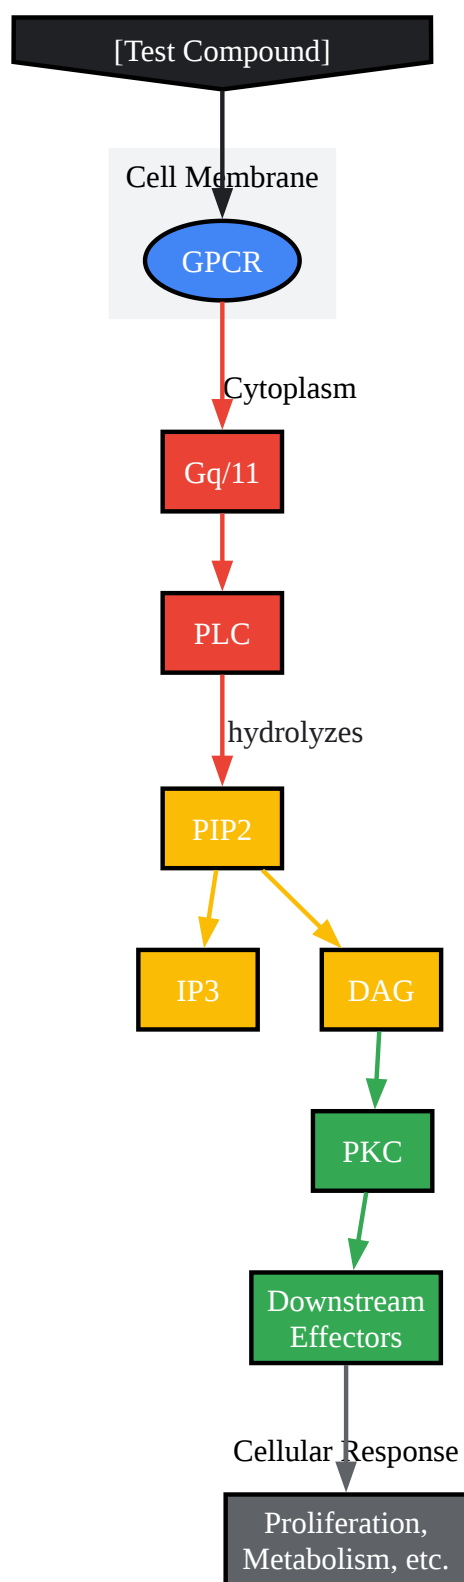 [Test Compound]
Cell Membrane
GPCR
Cytoplasm
Gq/11
PLC
hydrolyzes
PIP2
IP3
DAG
PKC
Downstream
Effectors
Cellular Response
Proliferation,
Metabolism, etc.